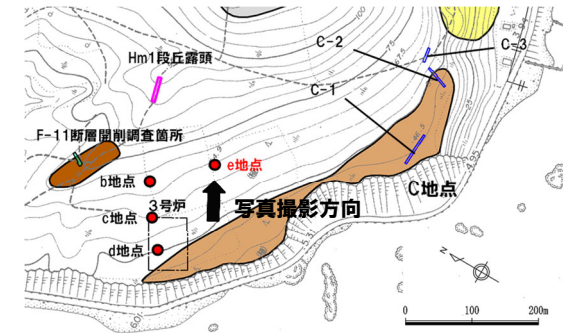 C-2
C-3
Hm1段丘露頭
C-1
F-11断層開削調査箇所
e地点
b地点
C地点
3号炉
c地点
写真撮影方向
d地点
N
0 100 200m